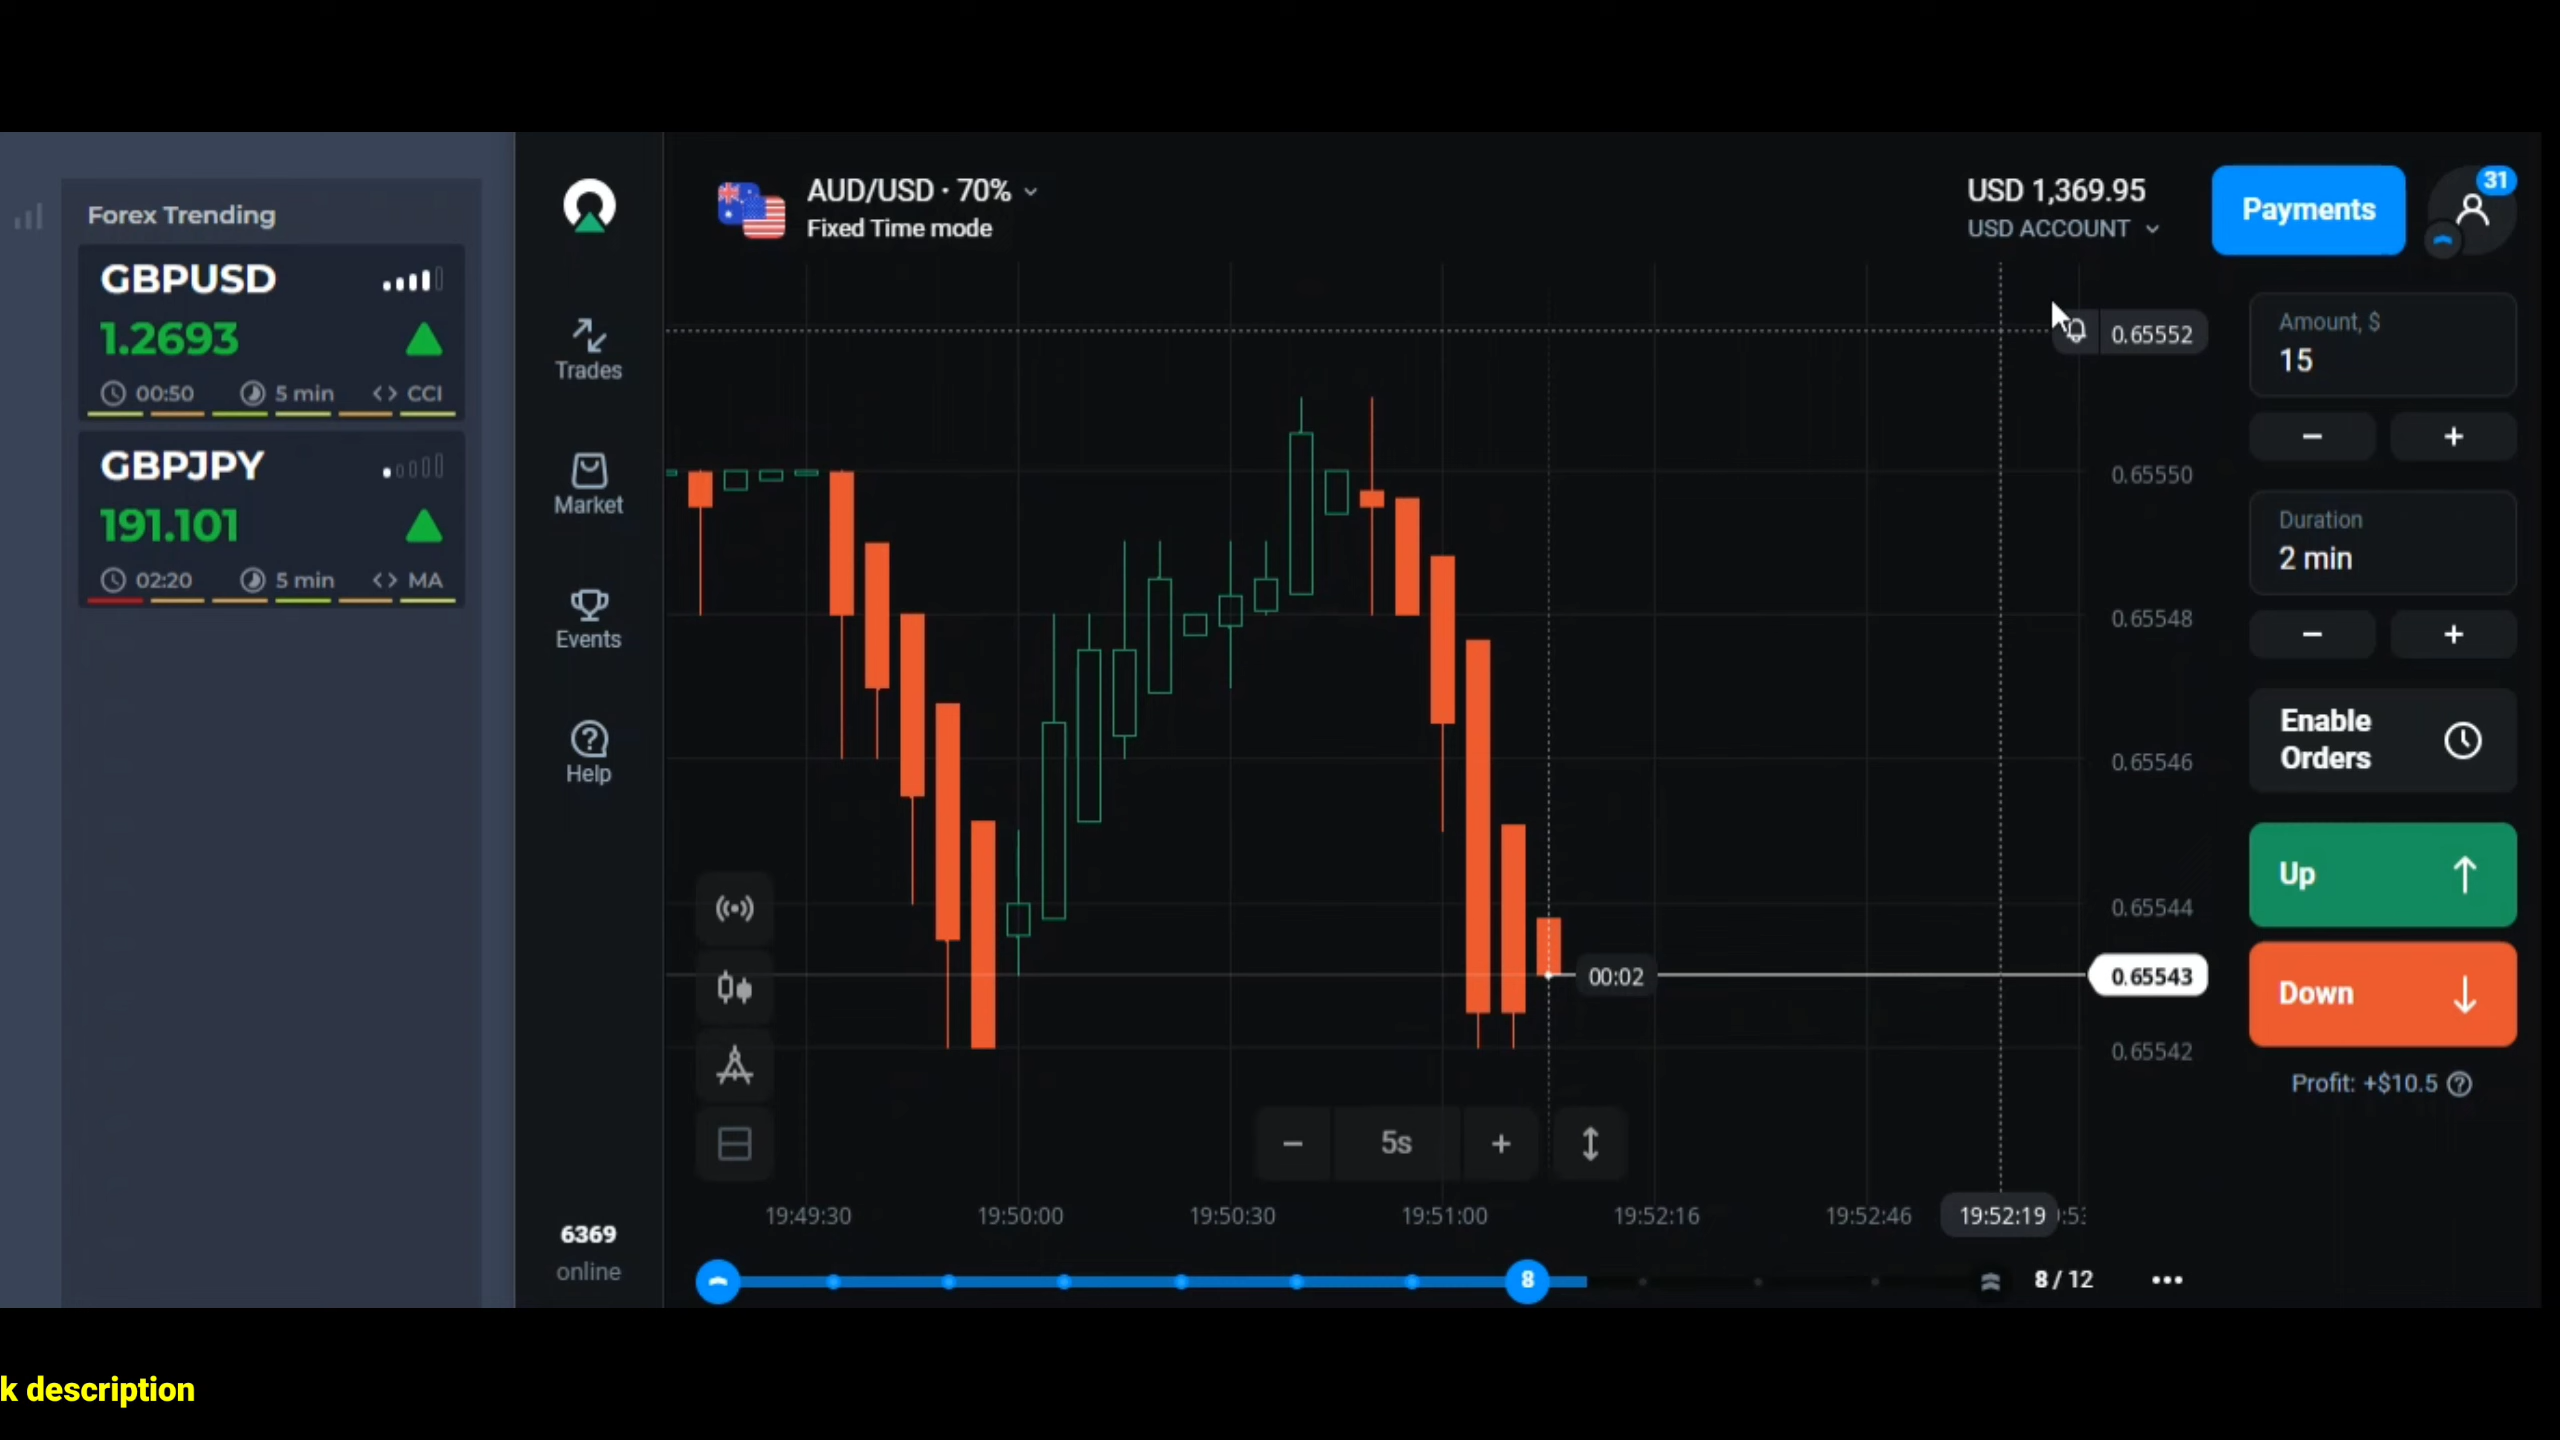 Forex Trending
GBPUSD
1.2693
00:50 5 min <> CCI
GBPJPY
191.101
02:20 5 min <> MA
Trades
Market
Events
Help
6369
online
AUD/USD • 70%
Fixed Time mode
USD 1,369.95
USD ACCOUNT
Payments
31
0.65552
0.65550
0.65548
0.65546
0.65544
0.65543
0.65542
00:02
− 5s +
19:49:30 19:50:00 19:50:30 19:51:00 19:52:16 19:52:46 19:52:19
8
8 / 12
Amount, $
15
− +
Duration
2 min
− +
Enable
Orders
Up
Down
Profit: +$10.5
k description